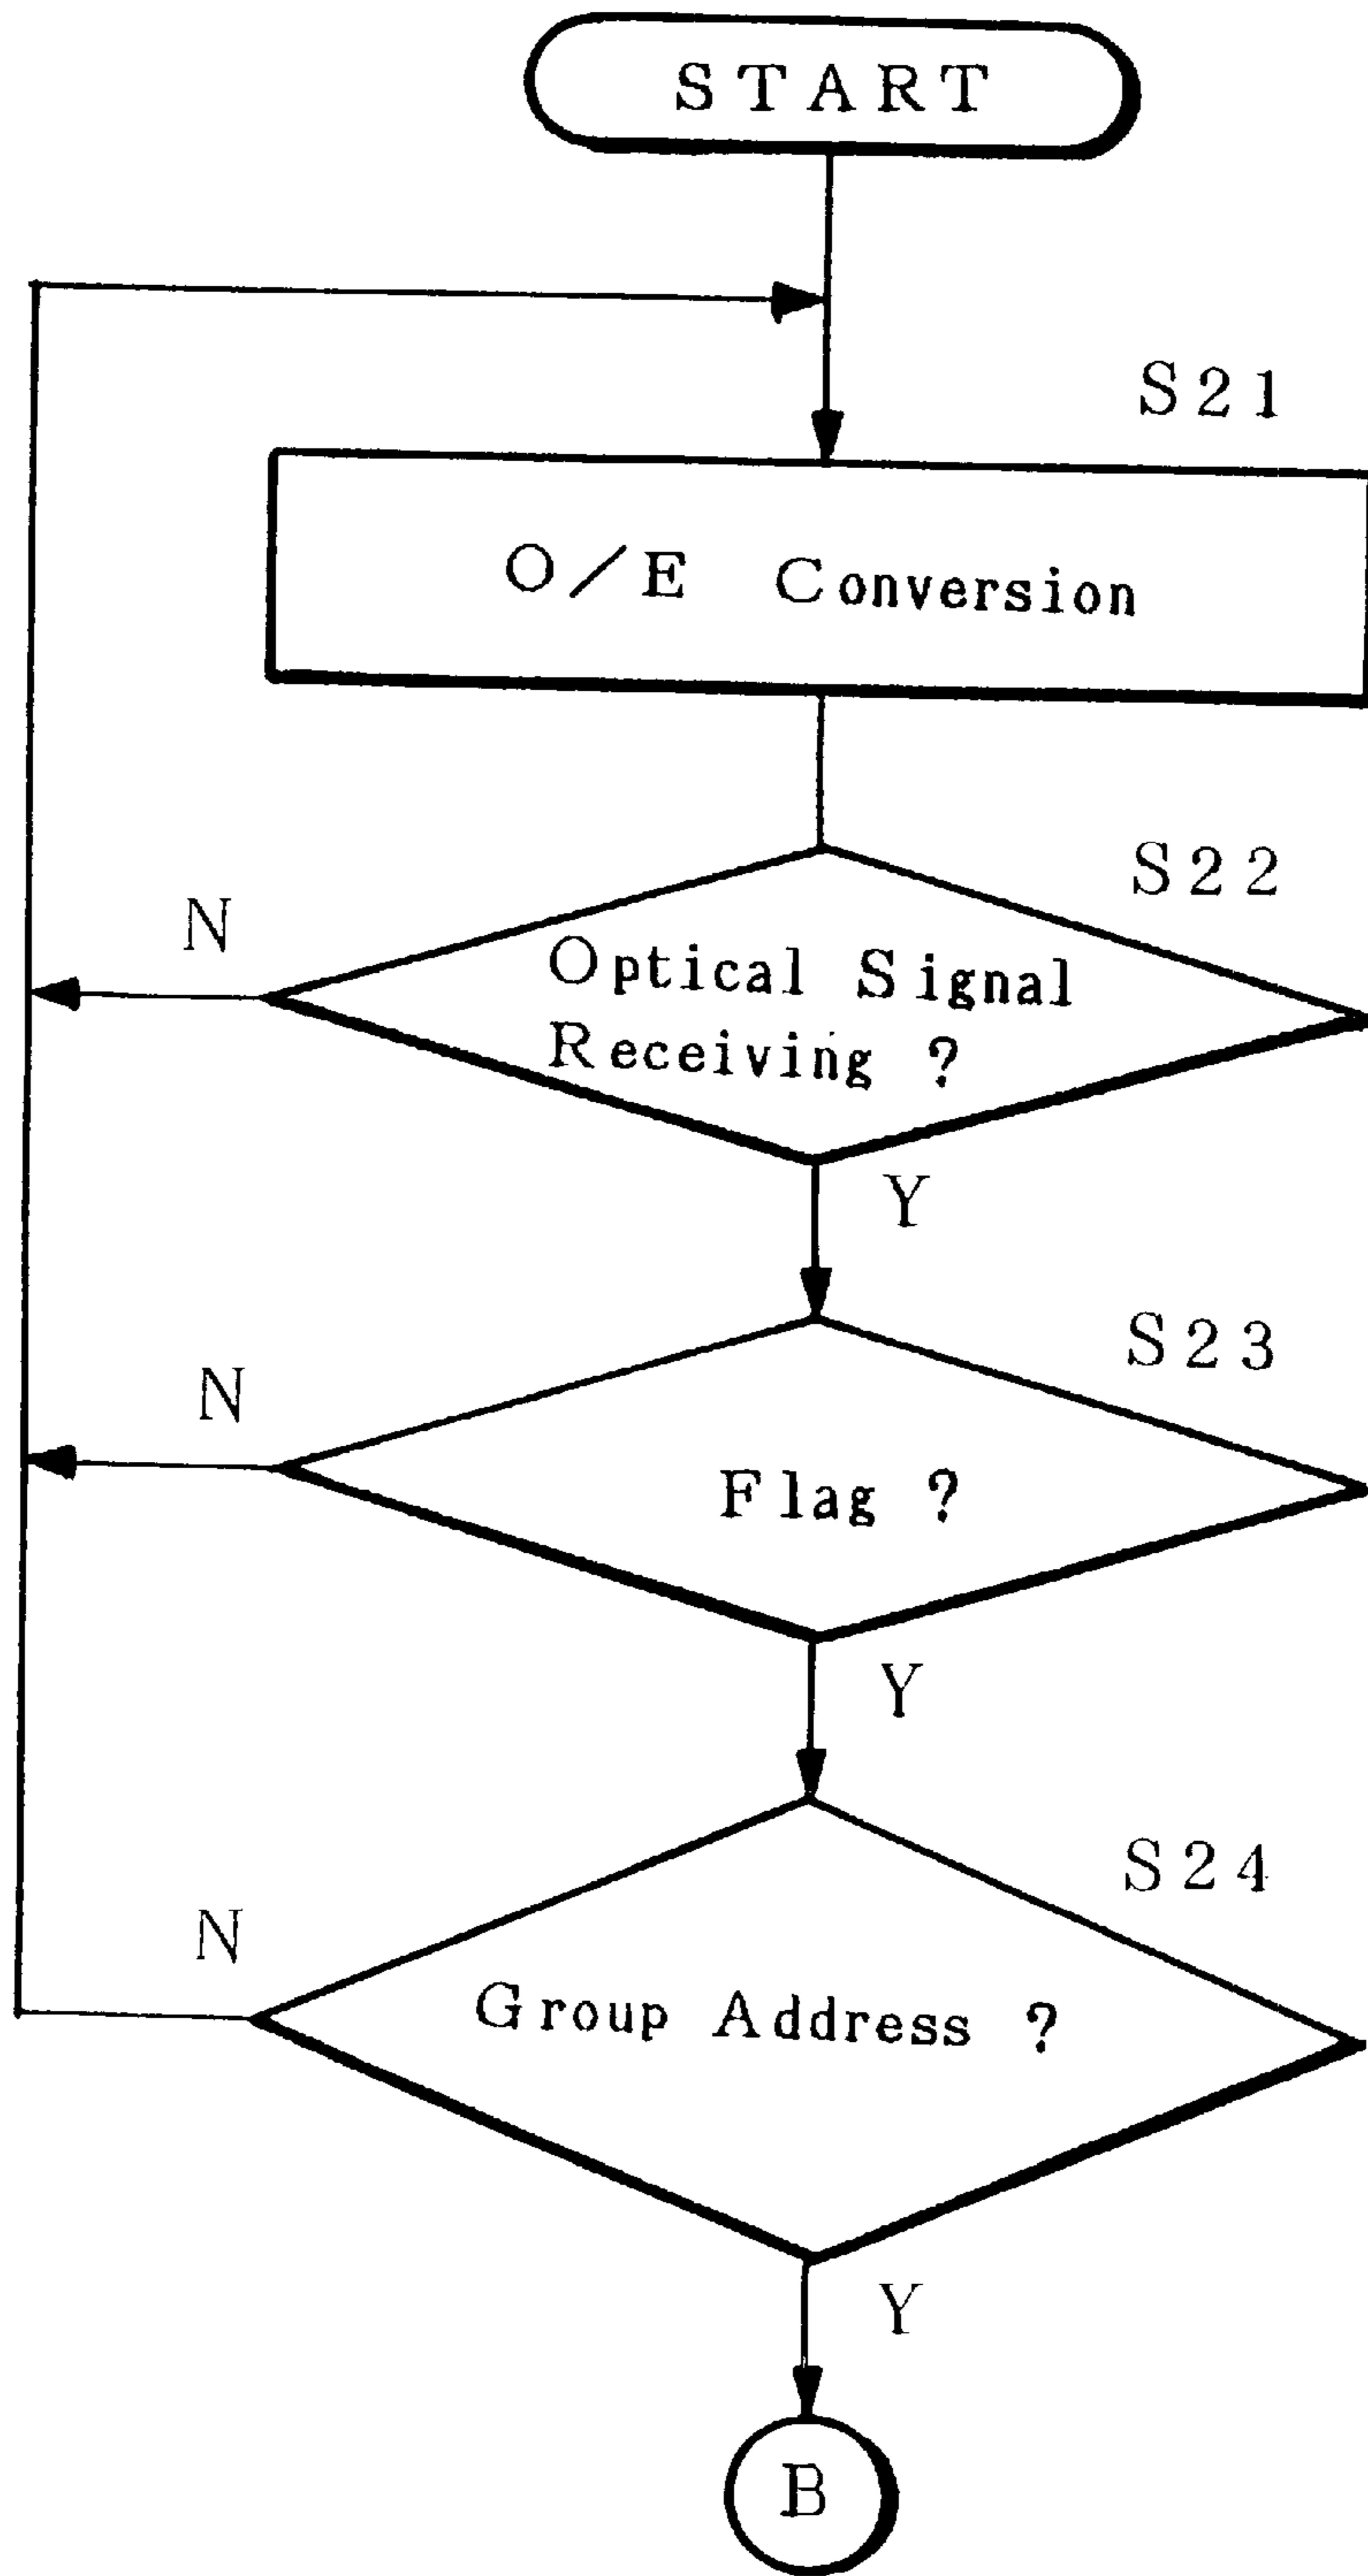 START
S21
O/E Conversion
S22
N
Optical Signal
Receiving ?
Y
S23
N
Flag ?
Y
S24
N
Group Address ?
Y
B